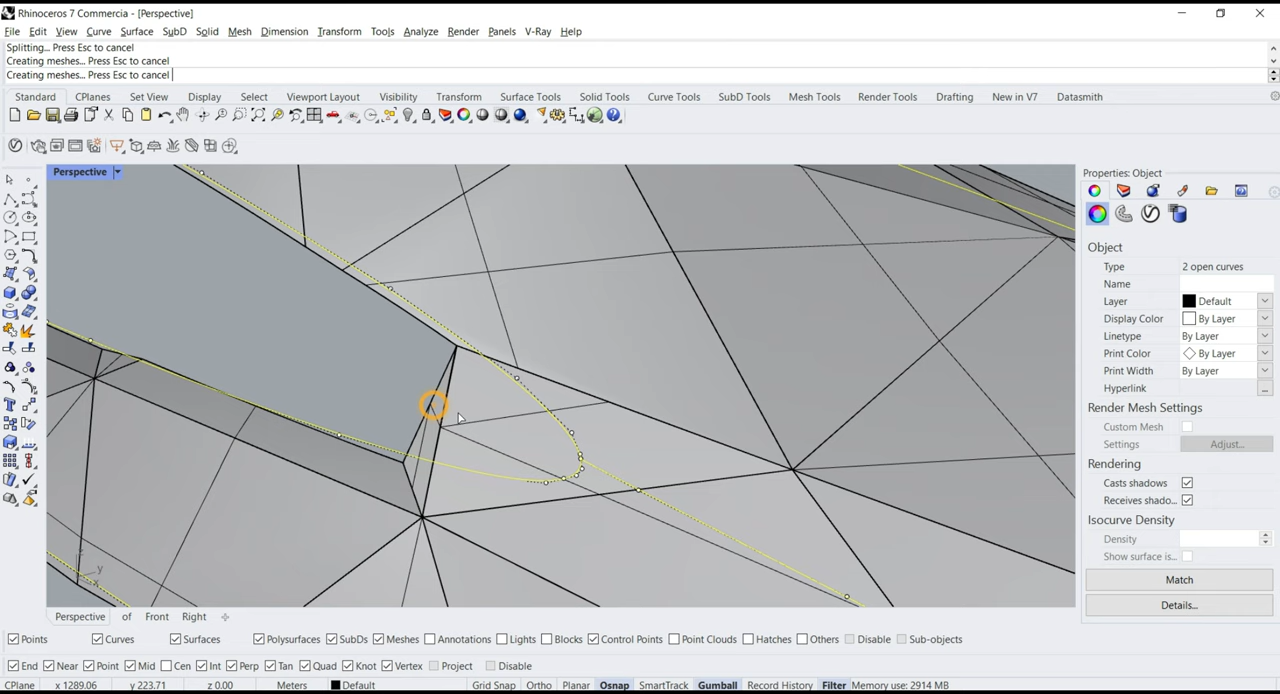 Rhinoceros 7 Commercia - [Perspective]
File Edit View Curve Surface SubD Solid Mesh Dimension Transform Tools Analyze Render Panels V-Ray Help
Splitting... Press Esc to cancel
Creating meshes... Press Esc to cancel
Creating meshes... Press Esc to cancel
Standard CPlanes Set View Display Select Viewport Layout Visibility Transform Surface Tools Solid Tools Curve Tools SubD Tools Mesh Tools Render Tools Drafting New in V7 Datasmith
Perspective
Properties: Object
Object
Type 2 open curves
Name
Layer Default
Display Color By Layer
Linetype By Layer
Print Color By Layer
Print Width By Layer
Hyperlink ...
Render Mesh Settings
Custom Mesh
Settings Adjust...
Rendering
Casts shadows
Receives shado...
Isocurve Density
Density
Show surface is...
Match
Details...
z y x
Perspective of Front Right
Points Curves Surfaces Polysurfaces SubDs Meshes Annotations Lights Blocks Control Points Point Clouds Hatches Others Disable Sub-objects
End Near Point Mid Cen Int Perp Tan Quad Knot Vertex Project Disable
CPlane x 1289.06 y 223.71 z 0.00 Meters Default Grid Snap Ortho Planar Osnap SmartTrack Gumball Record History Filter Memory use: 2914 MB